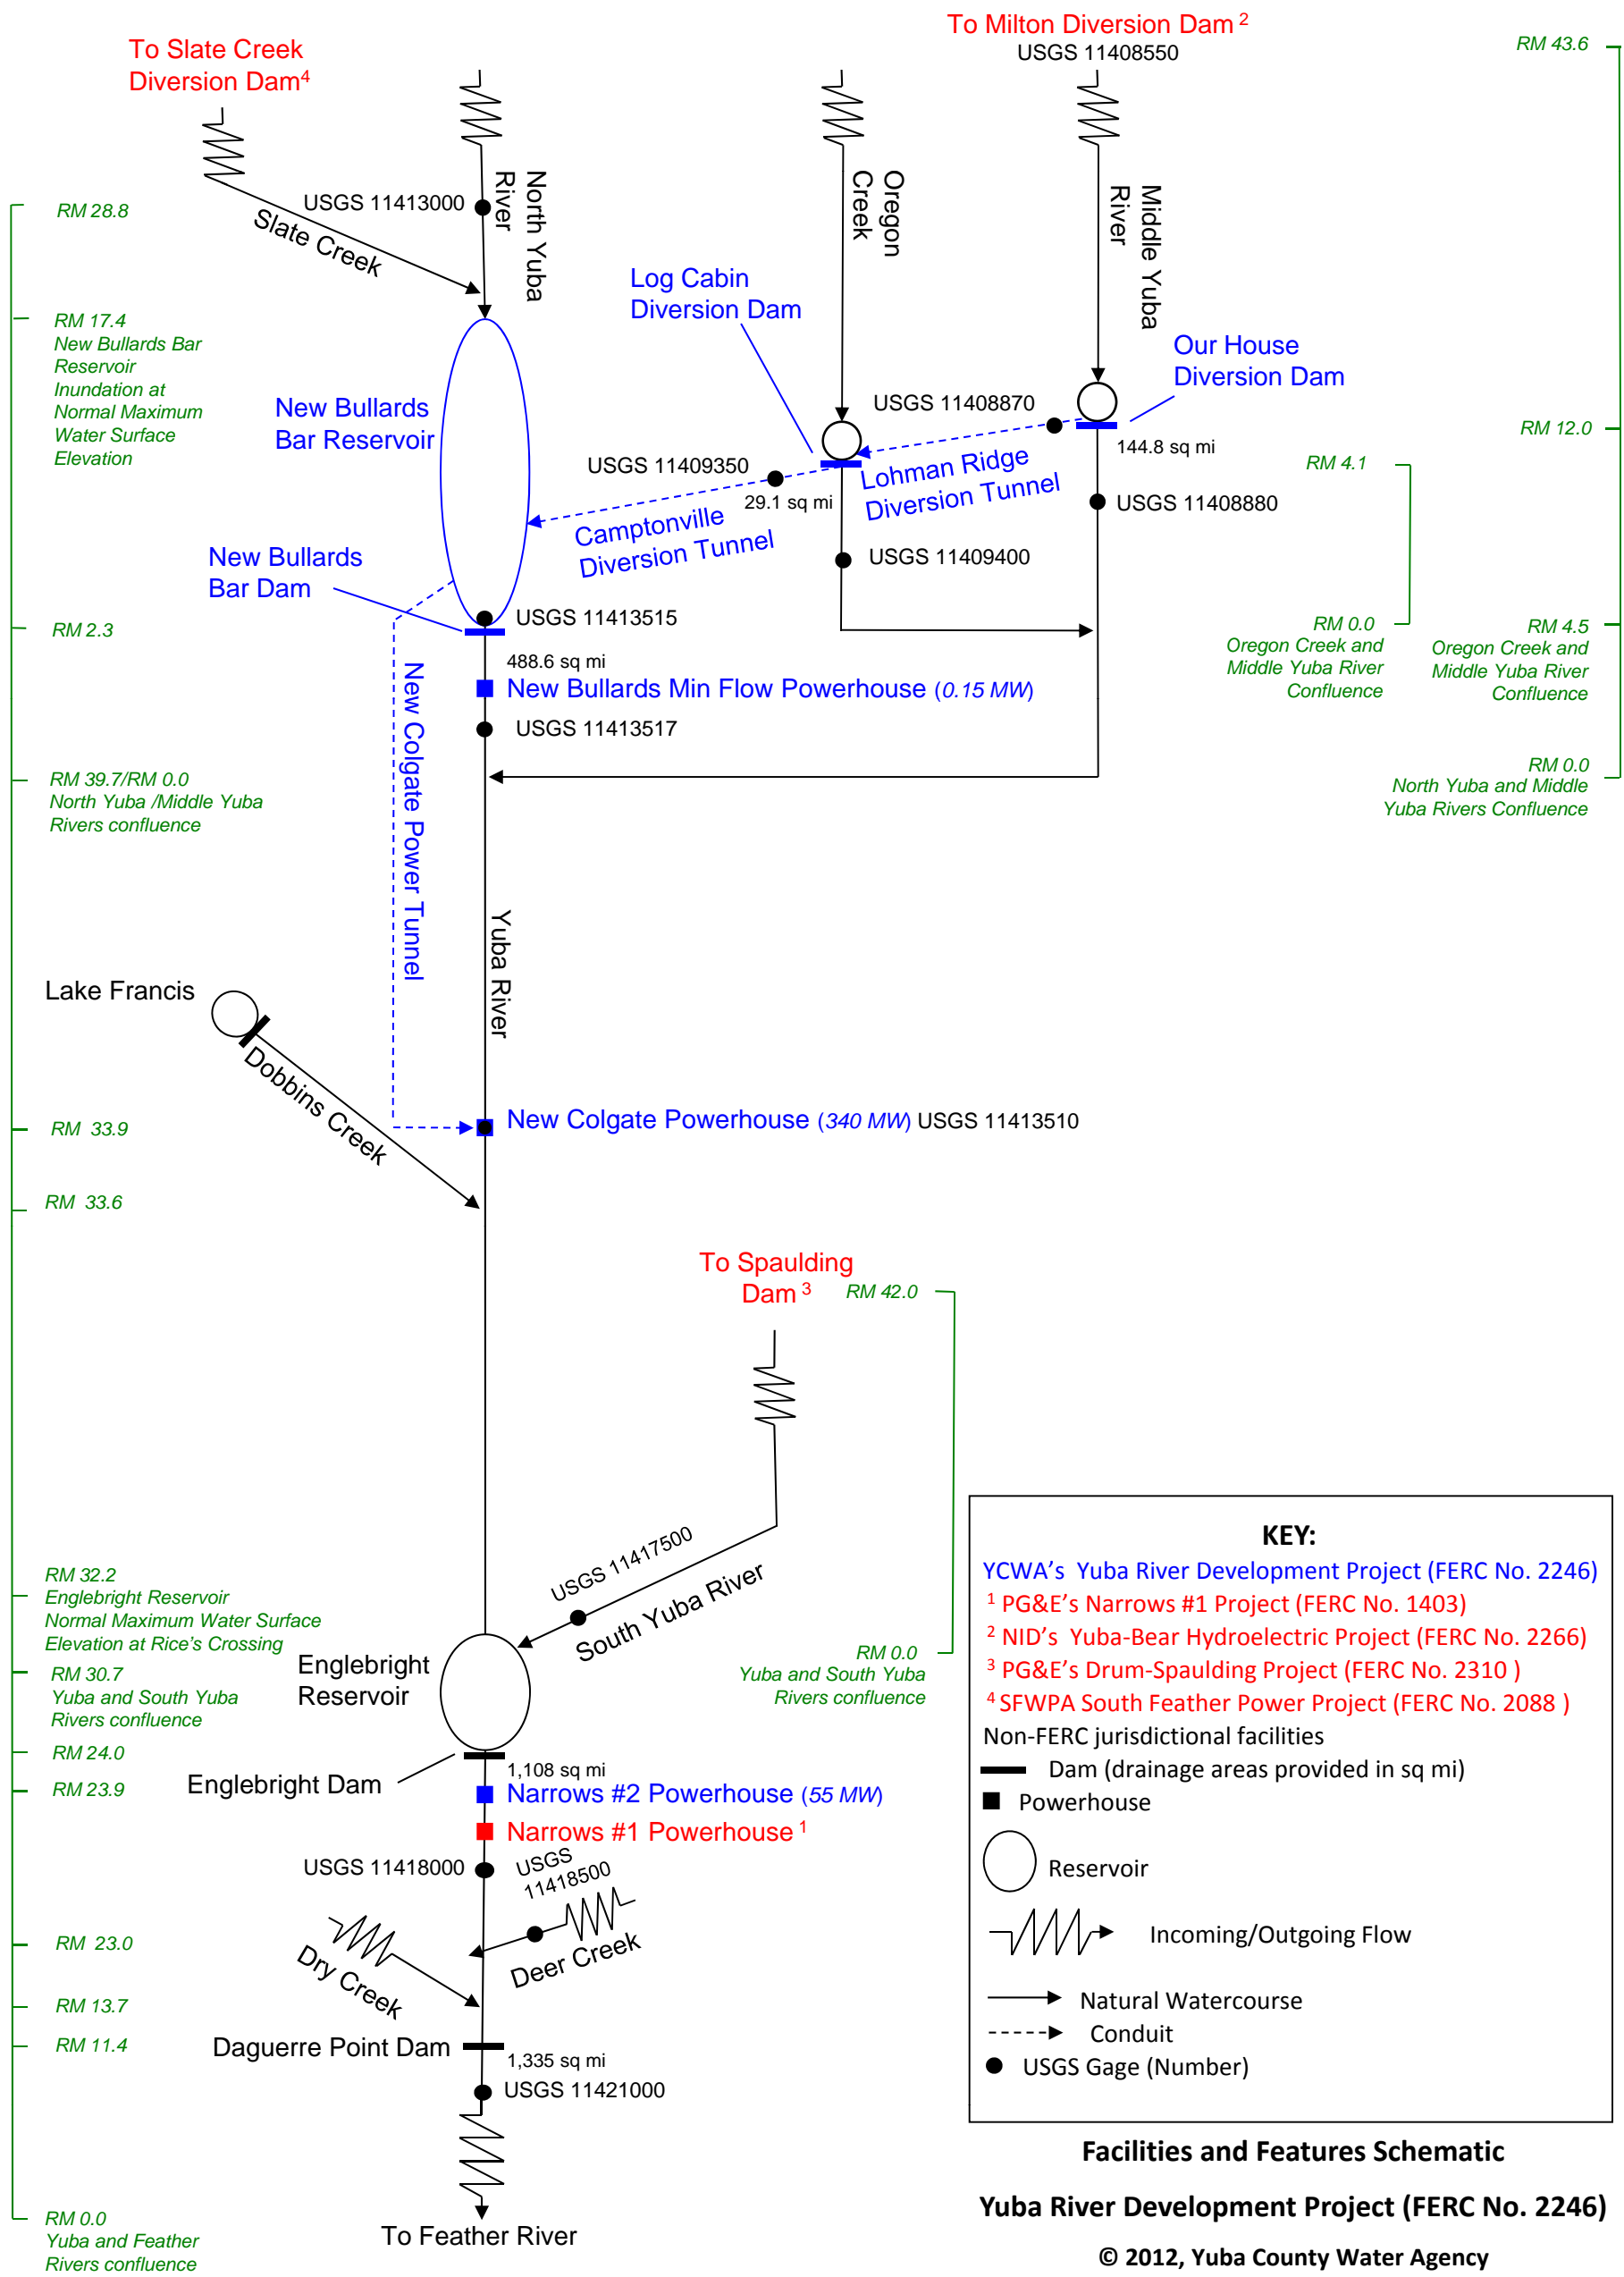 To Milton Diversion Dam 2
USGS 11408550
RM 43.6
To Slate Creek
Diversion Dam4
North Yuba
River
Oregon
Creek
Middle Yuba
River
USGS 11413000
RM 28.8
Slate Creek
Log Cabin
Diversion Dam
RM 17.4
New Bullards Bar
Reservoir
Inundation at
Normal Maximum
Water Surface
Elevation
Our House
Diversion Dam
New Bullards
Bar Reservoir
USGS 11408870
RM 12.0
144.8 sq mi
USGS 11409350
Lohman Ridge
Diversion Tunnel
RM 4.1
29.1 sq mi
USGS 11408880
Camptonville
Diversion Tunnel
New Bullards
Bar Dam
USGS 11409400
USGS 11413515
RM 2.3
RM 0.0
Oregon Creek and
Middle Yuba River
Confluence
RM 4.5
Oregon Creek and
Middle Yuba River
Confluence
488.6 sq mi
New Bullards Min Flow Powerhouse (0.15 MW)
New Colgate Power Tunnel
USGS 11413517
RM 39.7/RM 0.0
North Yuba /Middle Yuba
Rivers confluence
RM 0.0
North Yuba and Middle
Yuba Rivers Confluence
Yuba River
Lake Francis
Dobbins Creek
New Colgate Powerhouse (340 MW) USGS 11413510
RM 33.9
RM 33.6
To Spaulding
Dam 3
RM 42.0
USGS 11417500
South Yuba River
RM 32.2
Englebright Reservoir
Normal Maximum Water Surface
Elevation at Rice's Crossing
Englebright
Reservoir
RM 30.7
Yuba and South Yuba
Rivers confluence
RM 0.0
Yuba and South Yuba
Rivers confluence
RM 24.0
1,108 sq mi
Englebright Dam
RM 23.9
Narrows #2 Powerhouse (55 MW)
Narrows #1 Powerhouse 1
USGS 11418000
USGS
11418500
RM 23.0
Dry Creek
Deer Creek
RM 13.7
RM 11.4
Daguerre Point Dam
1,335 sq mi
USGS 11421000
RM 0.0
Yuba and Feather
Rivers confluence
To Feather River
KEY:
YCWA's Yuba River Development Project (FERC No. 2246)
1 PG&E's Narrows #1 Project (FERC No. 1403)
2 NID's Yuba-Bear Hydroelectric Project (FERC No. 2266)
3 PG&E's Drum-Spaulding Project (FERC No. 2310 )
4 SFWPA South Feather Power Project (FERC No. 2088 )
Non-FERC jurisdictional facilities
Dam (drainage areas provided in sq mi)
Powerhouse
Reservoir
Incoming/Outgoing Flow
Natural Watercourse
Conduit
USGS Gage (Number)
Facilities and Features Schematic
Yuba River Development Project (FERC No. 2246)
© 2012, Yuba County Water Agency